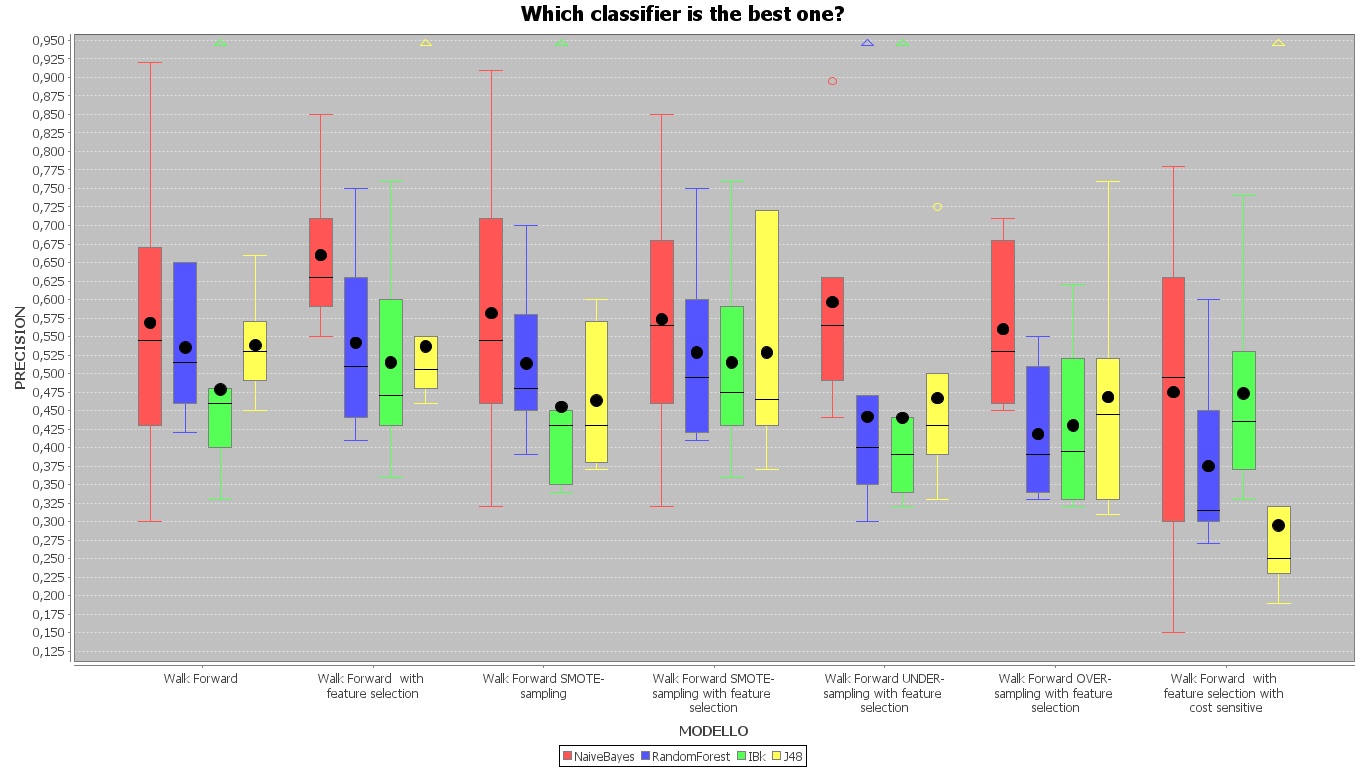 Which classifier is the best one?
0,950
0,925
0,900
0,875
0,850
0,825
0,800
0,775
0,750
0,725
0,700
0,675
0,650
0,625
0,600
0,575
0,550
0,525
0,500
0,475
0,450
0,425
0,400
0,375
0,350
0,325
0,300
0,275
0,250
0,225
0,200
0,175
0,150
0,125
PRECISION
Walk Forward
Walk Forward with
feature selection
Walk Forward SMOTE-
sampling
Walk Forward SMOTE-
sampling with feature
selection
Walk Forward UNDER-
sampling with feature
selection
Walk Forward OVER-
sampling with feature
selection
Walk Forward with
feature selection with
cost sensitive
MODELLO
NaiveBayes RandomForest IBk J48